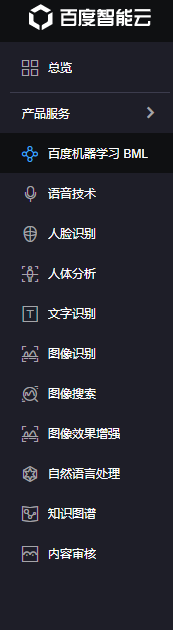 百度智能云
总览
产品服务
百度机器学习 BML
语音技术
人脸识别
人体分析
文字识别
图像识别
图像搜索
图像效果增强
自然语言处理
知识图谱
内容审核